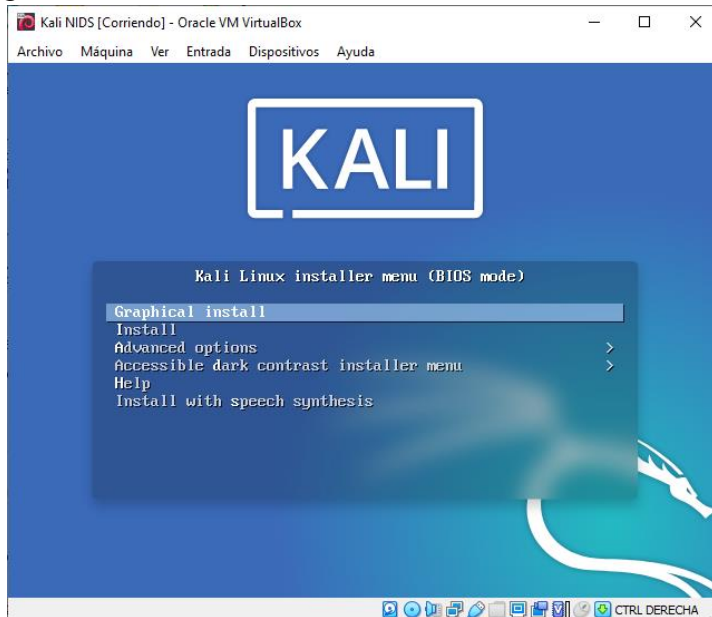 Kali NIDS [Corriendo] - Oracle VM VirtualBox
Archivo Máquina Ver Entrada Dispositivos Ayuda
KALI
Kali Linux installer menu (BIOS mode)
Graphical install
Install
Advanced options >
Accessible dark contrast installer menu >
Help
Install with speech synthesis
CTRL DERECHA